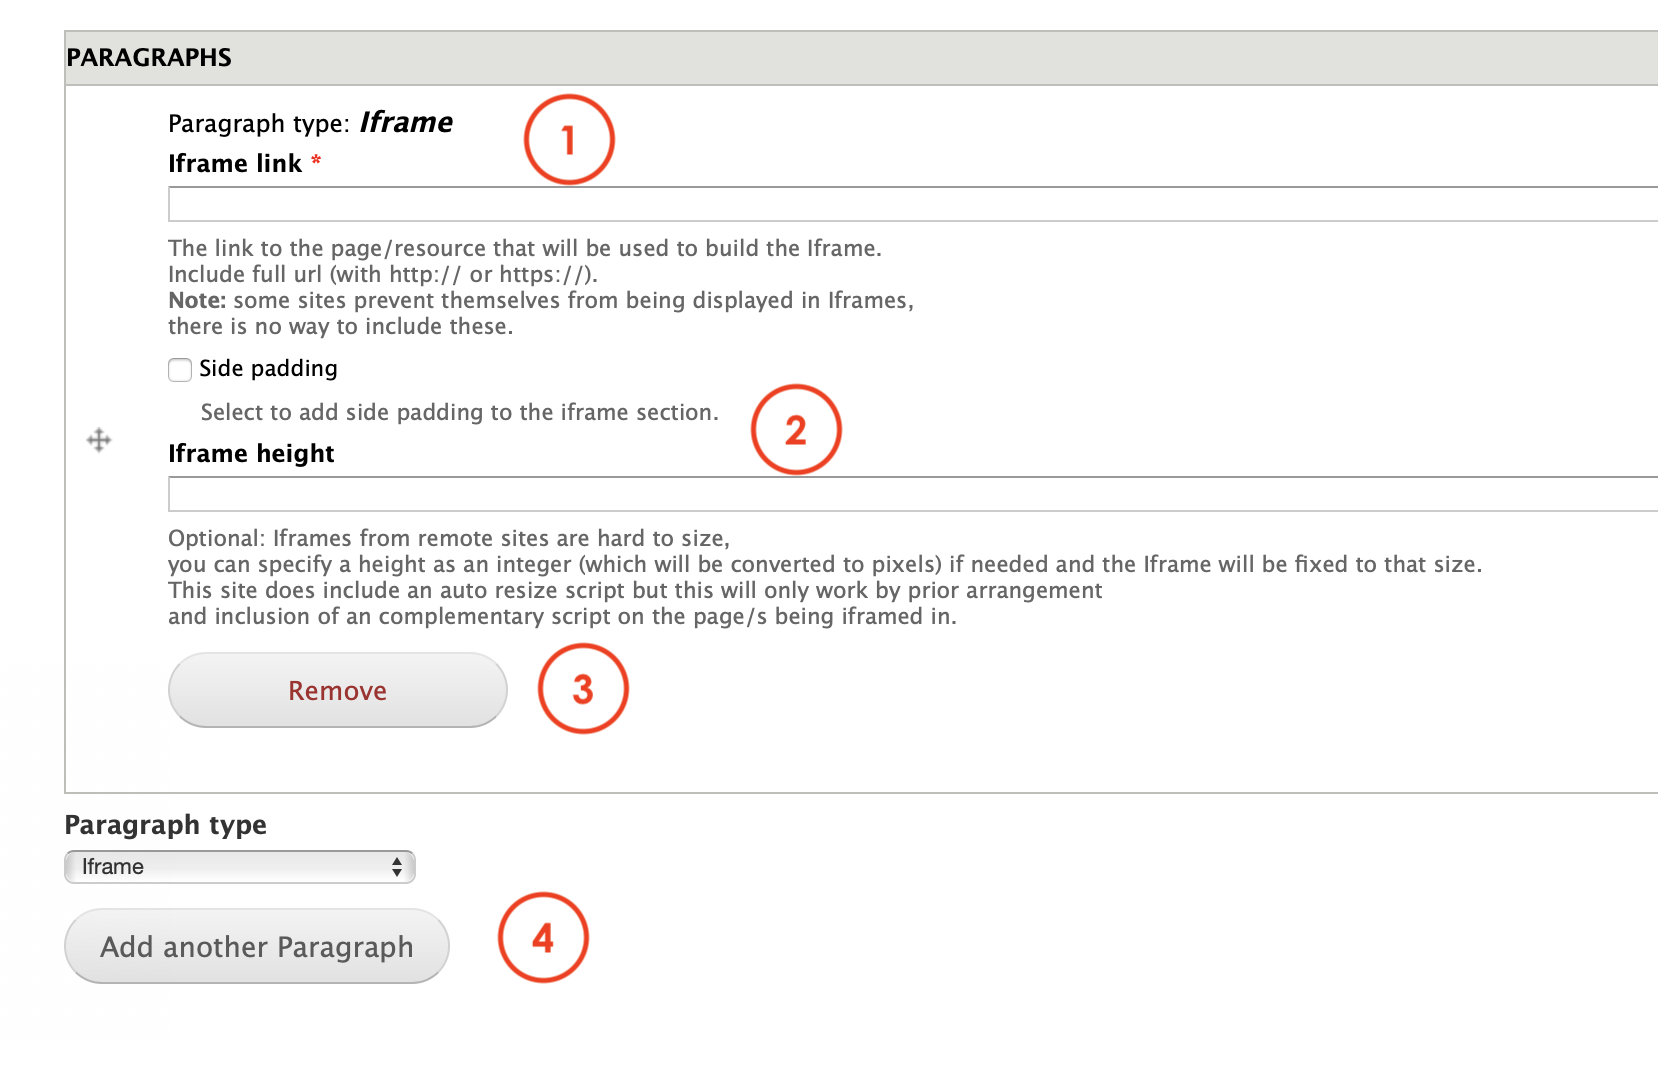 PARAGRAPHS
Paragraph type: Iframe
1
Iframe link *
The link to the page/resource that will be used to build the Iframe.
Include full url (with http:// or https://).
Note: some sites prevent themselves from being displayed in Iframes,
there is no way to include these.
Side padding
Select to add side padding to the iframe section.
2
Iframe height
Optional: Iframes from remote sites are hard to size,
you can specify a height as an integer (which will be converted to pixels) if needed and the Iframe will be fixed to that size.
This site does include an auto resize script but this will only work by prior arrangement
and inclusion of an complementary script on the page/s being iframed in.
Remove
3
Paragraph type
Iframe
Add another Paragraph
4